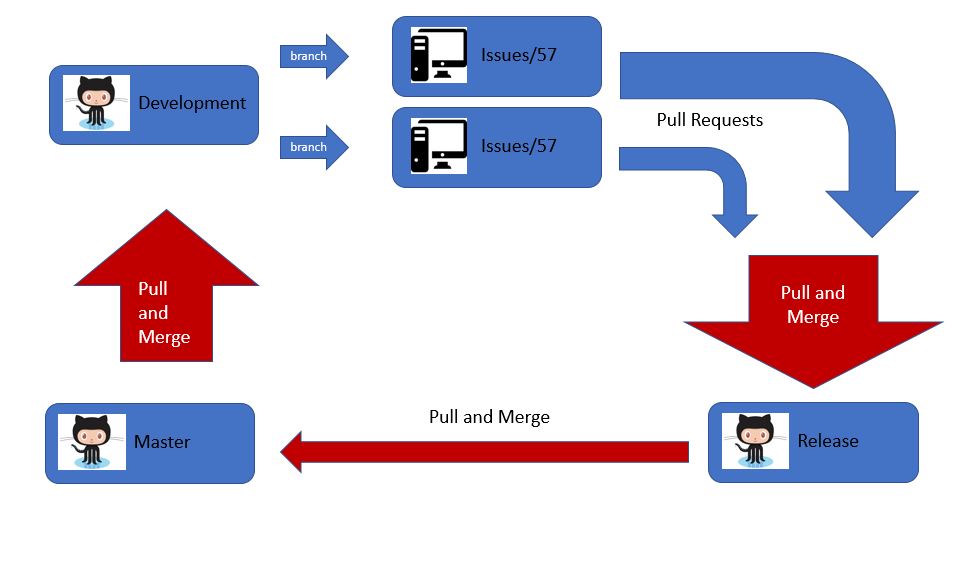 branch
Issues/57
Development
Pull Requests
branch
Issues/57
Pull
and
Merge
Pull and
Merge
Pull and Merge
Master
Release